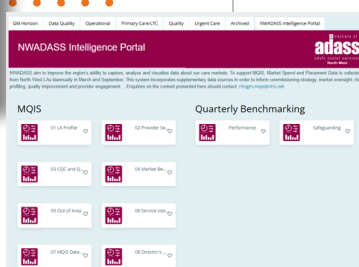 GM Horizon Data Quality Operational Primary Care/LTC Quality Urgent Care Archived NWADASS Intelligence Portal
NWADASS Intelligence Portal
adass
adult social services
North West
NWADASS aim to improve the region's ability to capture, analyse and visualise data about our care markets. To support MQIS, Market Spend and Placement Data is collected
from North West LAs biannually in March and September. This system incorporates supplementary data sources in order to inform commissioning strategy, market oversight,
profiling, quality improvement and provider engagement. Enquiries on the content presented here should contact:
MQIS Quarterly Benchmarking
01 LA Profile 02 Provider Se... Performance Safeguarding
03 CQC and Q... 04 Market Be...
05 Out of Area 06 Service Use...
07 MQIS Data... 08 Director's ...